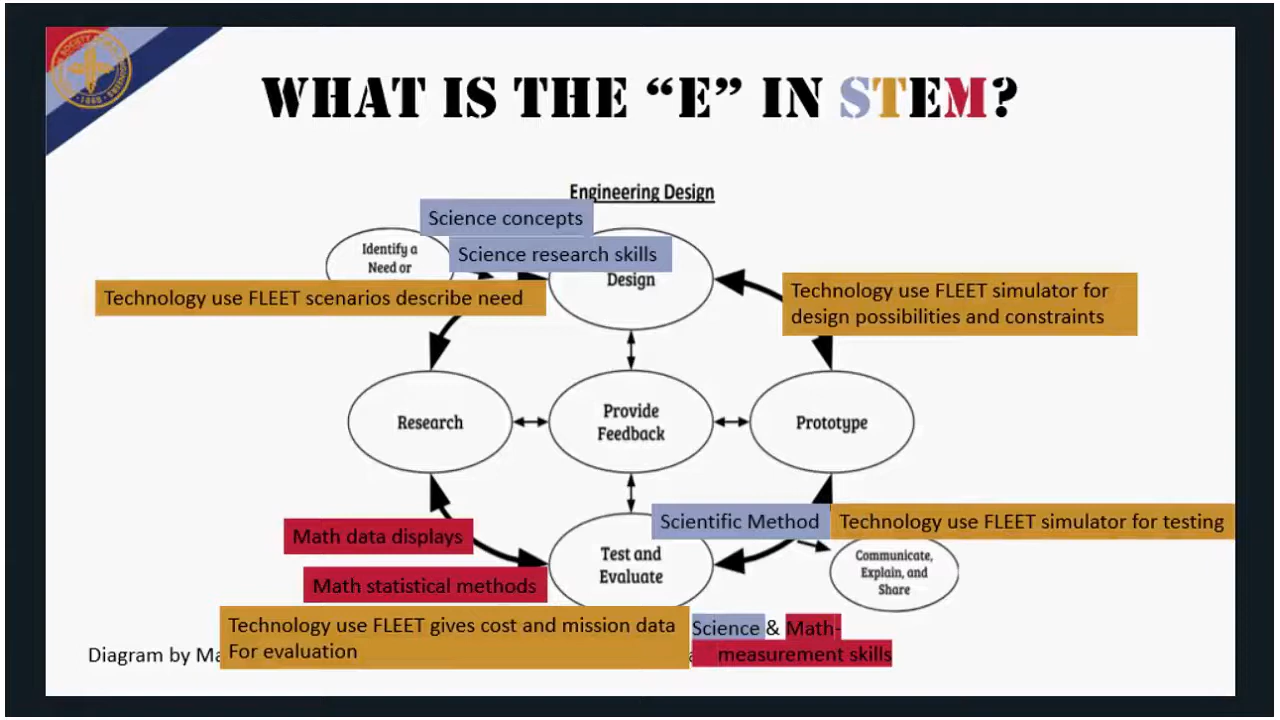 WHAT IS THE “E” IN STEM?
Engineering Design
Science concepts
Identify a
Need or
Science research skills
Design
Technology use FLEET scenarios describe need
Technology use FLEET simulator for
design possibilities and constraints
Research
Provide
Feedback
Prototype
Scientific Method
Technology use FLEET simulator for testing
Math data displays
Test and
Evaluate
Communicate,
Explain, and
Share
Math statistical methods
Technology use FLEET gives cost and mission data
For evaluation
Science & Math-
measurement skills
Diagram by
SOCIETY